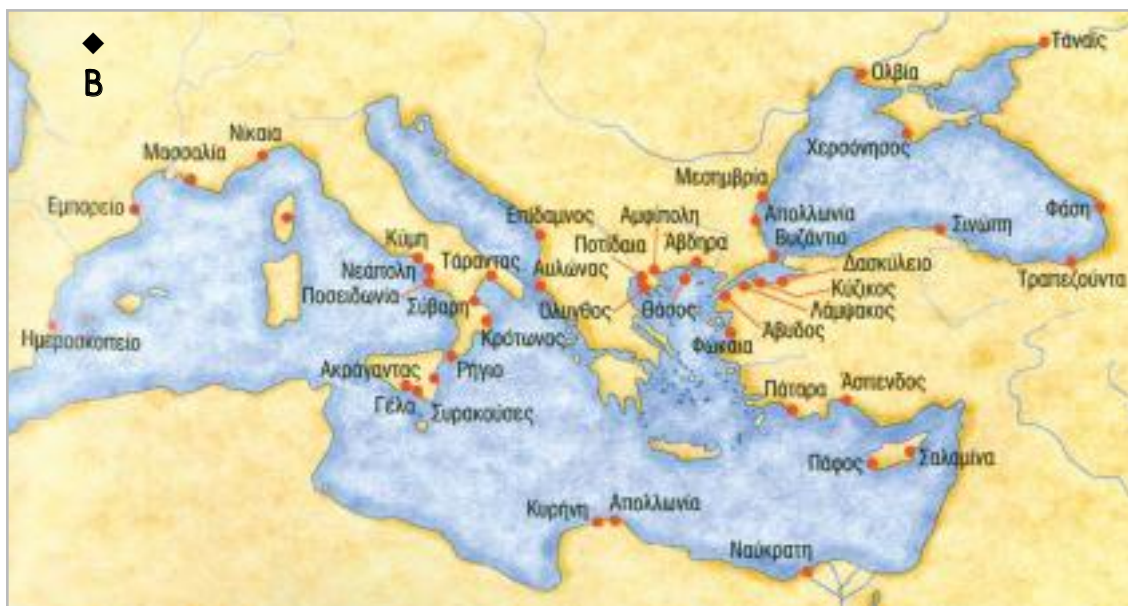 B
Τάναϊς
Ολβία
Νίκαια
Μασσαλία
Χερσόνησος
Μεσημβρία
Εμπορείο
Φάση
Επίδαμνος
Αμφίπολη
Απολλωνία
Σινώπη
Κύμη
Ποτίδαια
Άβδηρα
Βυζάντιο
Νεάπολη
Τάραντας
Αυλώνας
Δασκύλειο
Τραπεζούντα
Ποσειδωνία
Σύβαρη
Όλυνθος
Θάσος
Κύζικος
Λάμψακος
Ημεροσκοπείο
Κρότωνας
Άβυδος
Φώκαια
Ρήγιο
Ακράγαντας
Γέλα
Συρακούσες
Πάταρα
Άσπενδος
Πάφος
Σαλαμίνα
Κυρήνη
Απολλωνία
Ναύκρατη